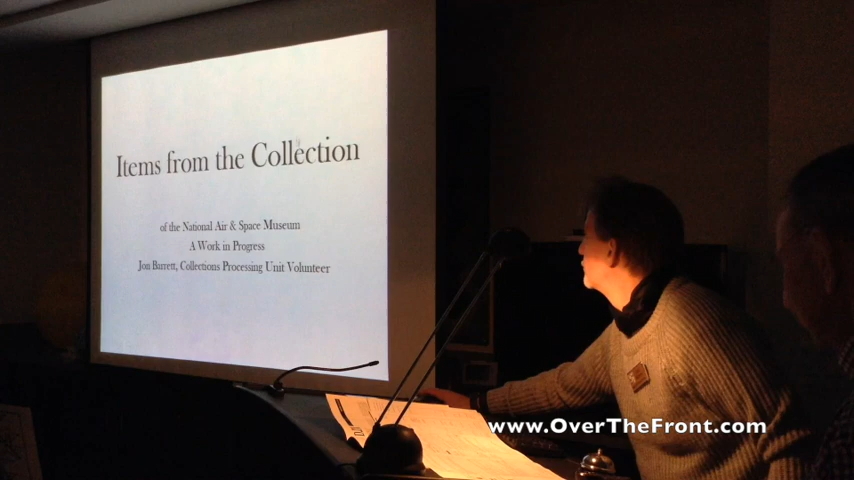 Items from the Collection
of the National Air & Space Museum
A Work in Progress
Jon Barrett, Collections Processing Unit Volunteer
www.OverTheFront.com